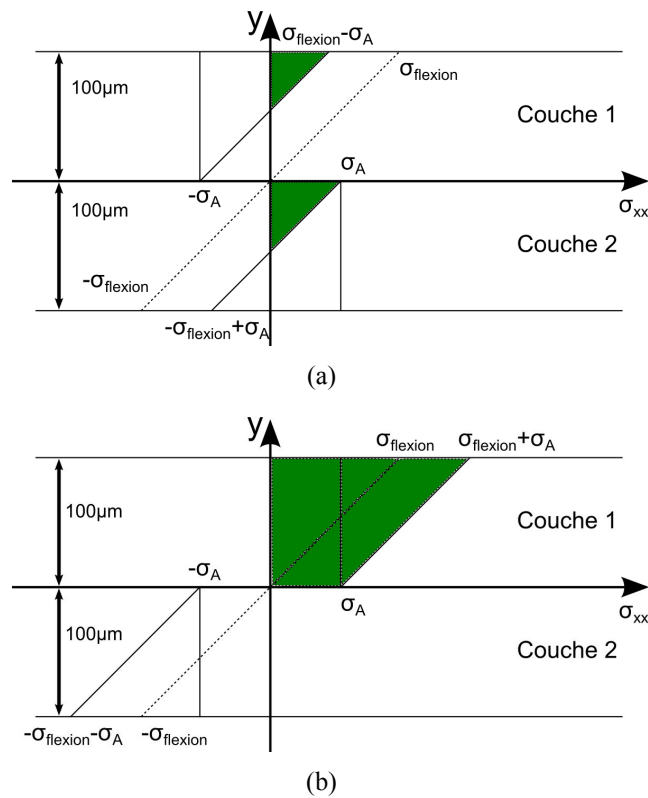 y
σflexion-σA
100μm
σflexion
Couche 1
-σA
σA
σxx
100μm
Couche 2
-σflexion
-σflexion+σA
(a)
y
σflexion
σflexion+σA
100μm
Couche 1
-σA
σA
σxx
100μm
Couche 2
-σflexion-σA
-σflexion
(b)